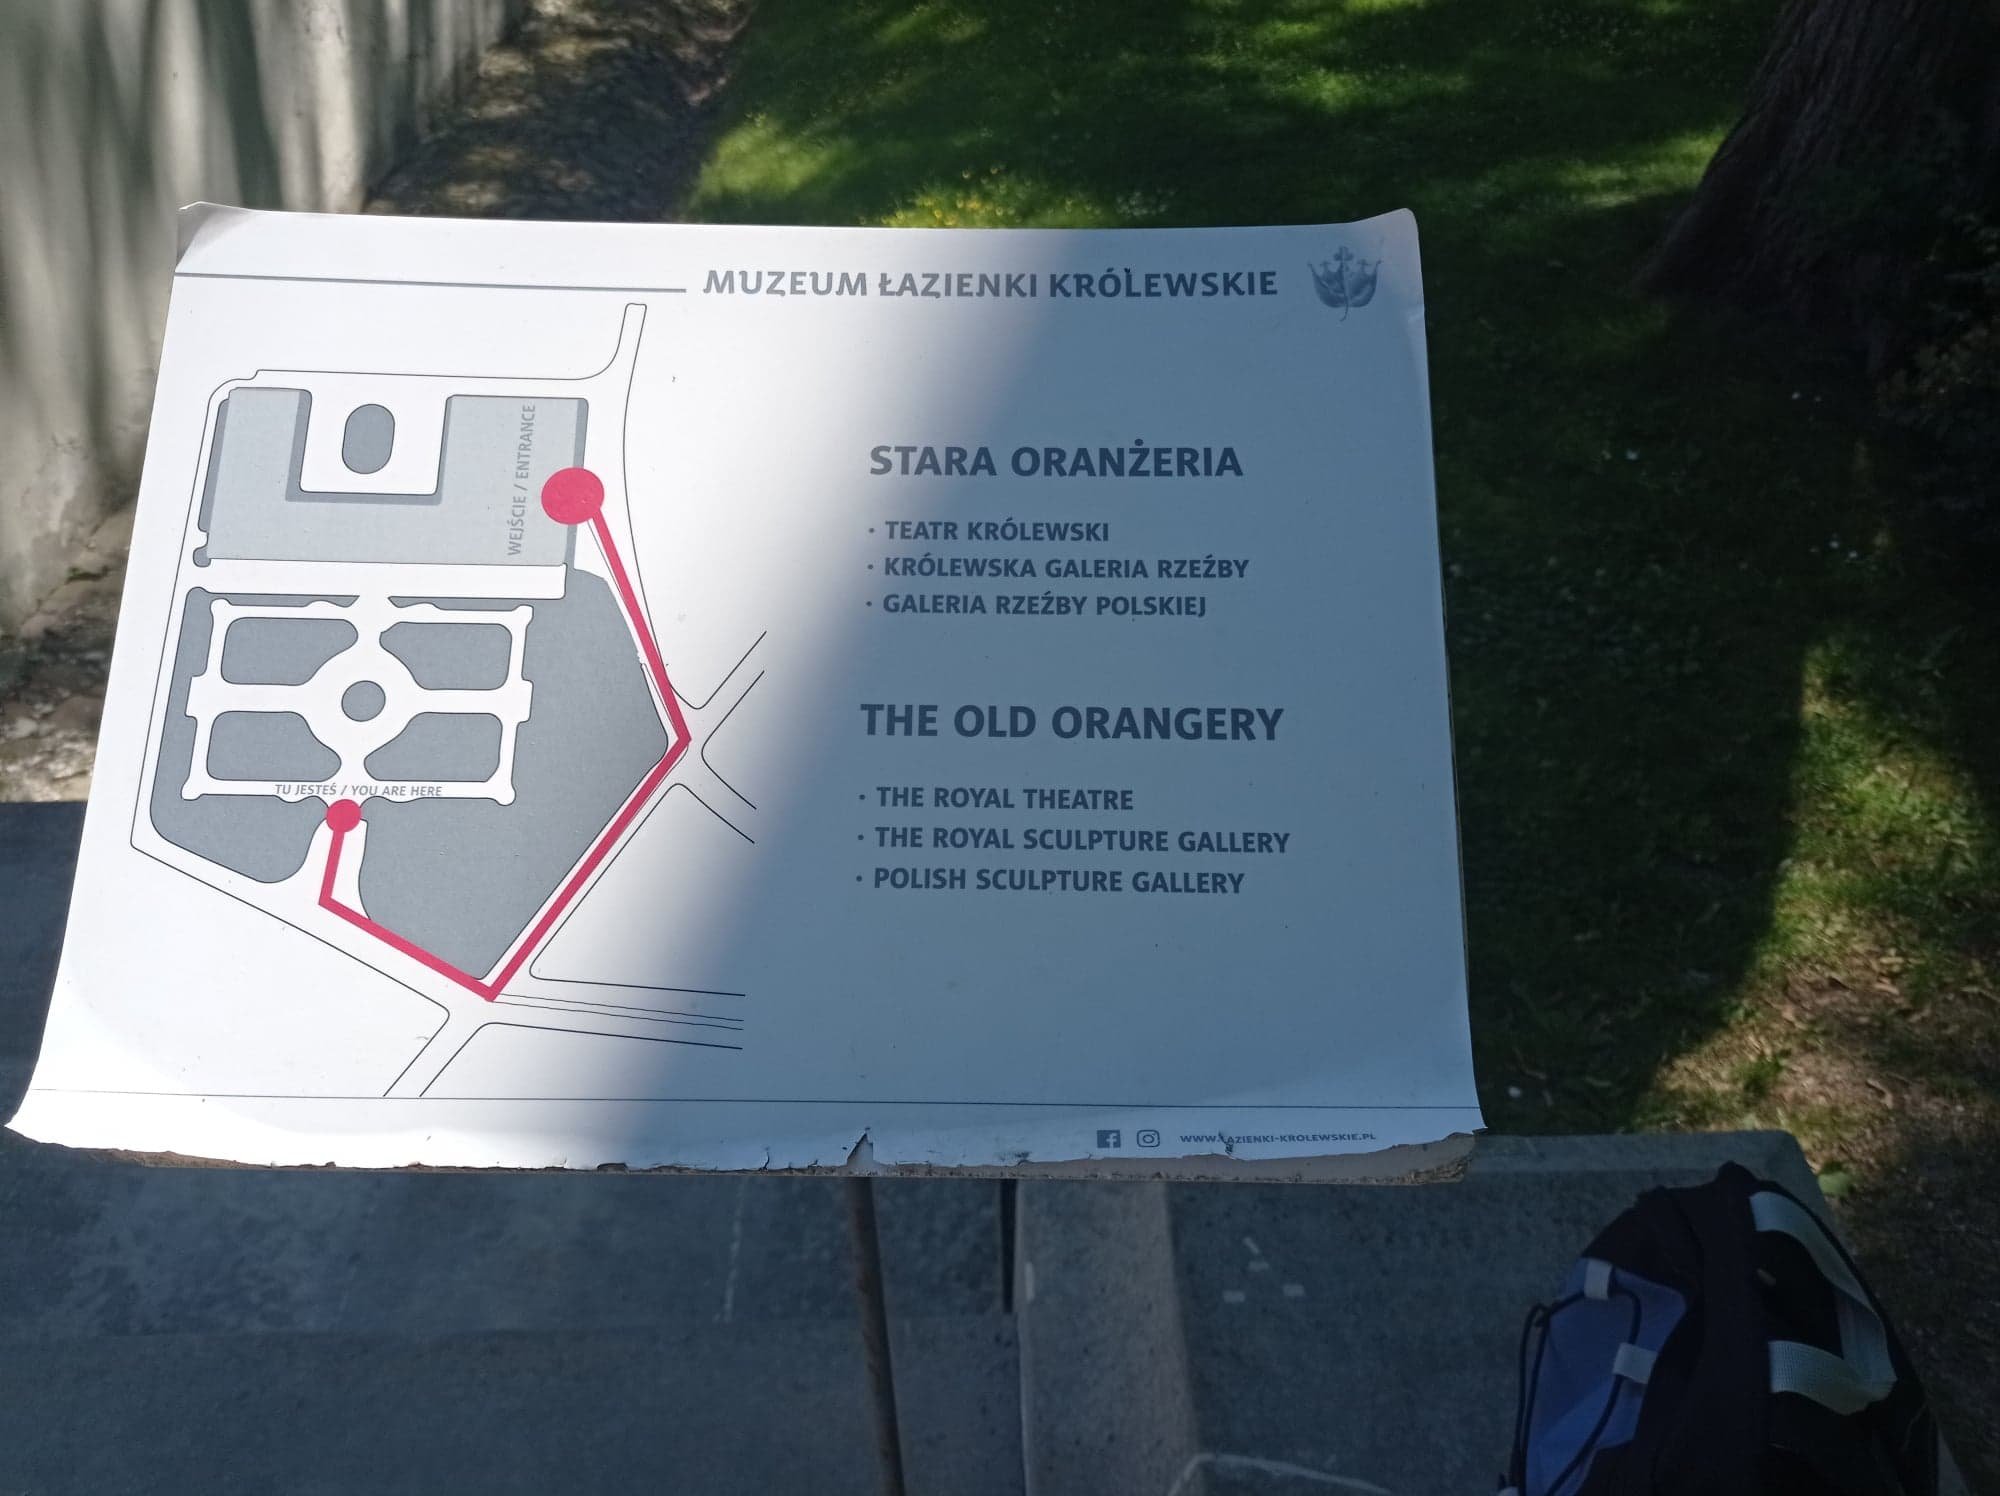 MUZEUM ŁAZIENKI KRÓLEWSKIE
WEJŚCIE / ENTRANCE
TU JESTEŚ / YOU ARE HERE
STARA ORANŻERIA
· TEATR KRÓLEWSKI
· KRÓLEWSKA GALERIA RZEŹBY
· GALERIA RZEŹBY POLSKIEJ
THE OLD ORANGERY
· THE ROYAL THEATRE
· THE ROYAL SCULPTURE GALLERY
· POLISH SCULPTURE GALLERY
WWW.LAZIENKI-KROLEWSKIE.PL